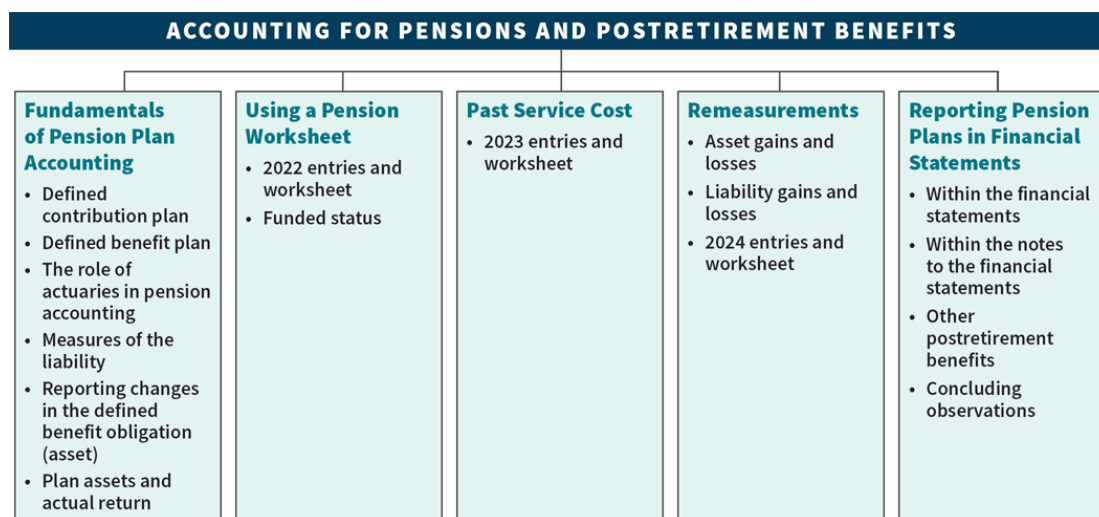 ACCOUNTING FOR PENSIONS AND POSTRETIREMENT BENEFITS
Fundamentals
of Pension Plan
Accounting
• Defined
contribution plan
• Defined benefit plan
• The role of
actuaries in pension
accounting
• Measures of the
liability
• Reporting changes
in the defined
benefit obligation
(asset)
• Plan assets and
actual return
Using a Pension
Worksheet
• 2022 entries and
worksheet
• Funded status
Past Service Cost
• 2023 entries and
worksheet
Remeasurements
• Asset gains and
losses
• Liability gains and
losses
• 2024 entries and
worksheet
Reporting Pension
Plans in Financial
Statements
• Within the financial
statements
• Within the notes
to the financial
statements
• Other
postretirement
benefits
• Concluding
observations